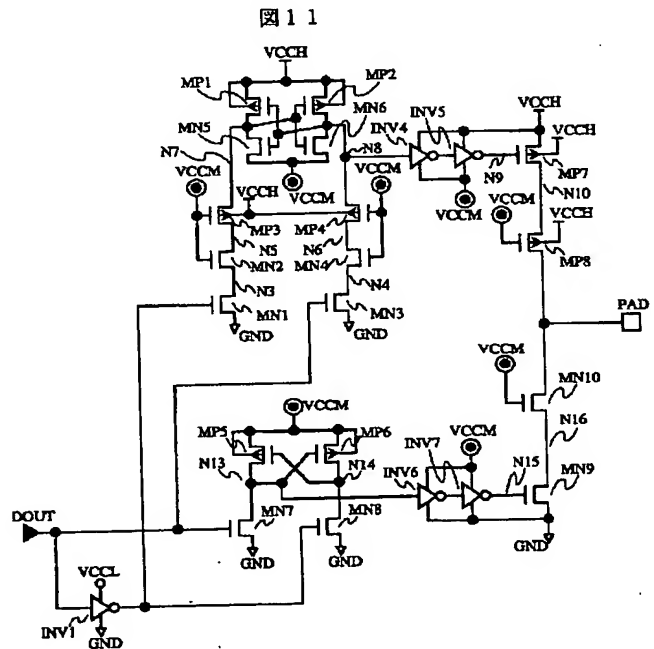 図11
VCCH
MP1
MP2
MN5
MN6
N7
N8
VCCM
INV4
INV5
VCCM
N9
VCCH
VCCH
MP7
N10
VCCM
VCCH
VCCM
VCCM
VCCH
MP3
MP4
MP8
N5
N6
MN2
MN4
N3
N4
MN1
MN3
GND
GND
PAD
VCCM
MN10
N16
VCCM
MP5
MP6
N13
N14
VCCM
INV6
INV7
N15
MN9
DOUT
MN7
MN8
GND
GND
GND
VCCL
INV1
GND